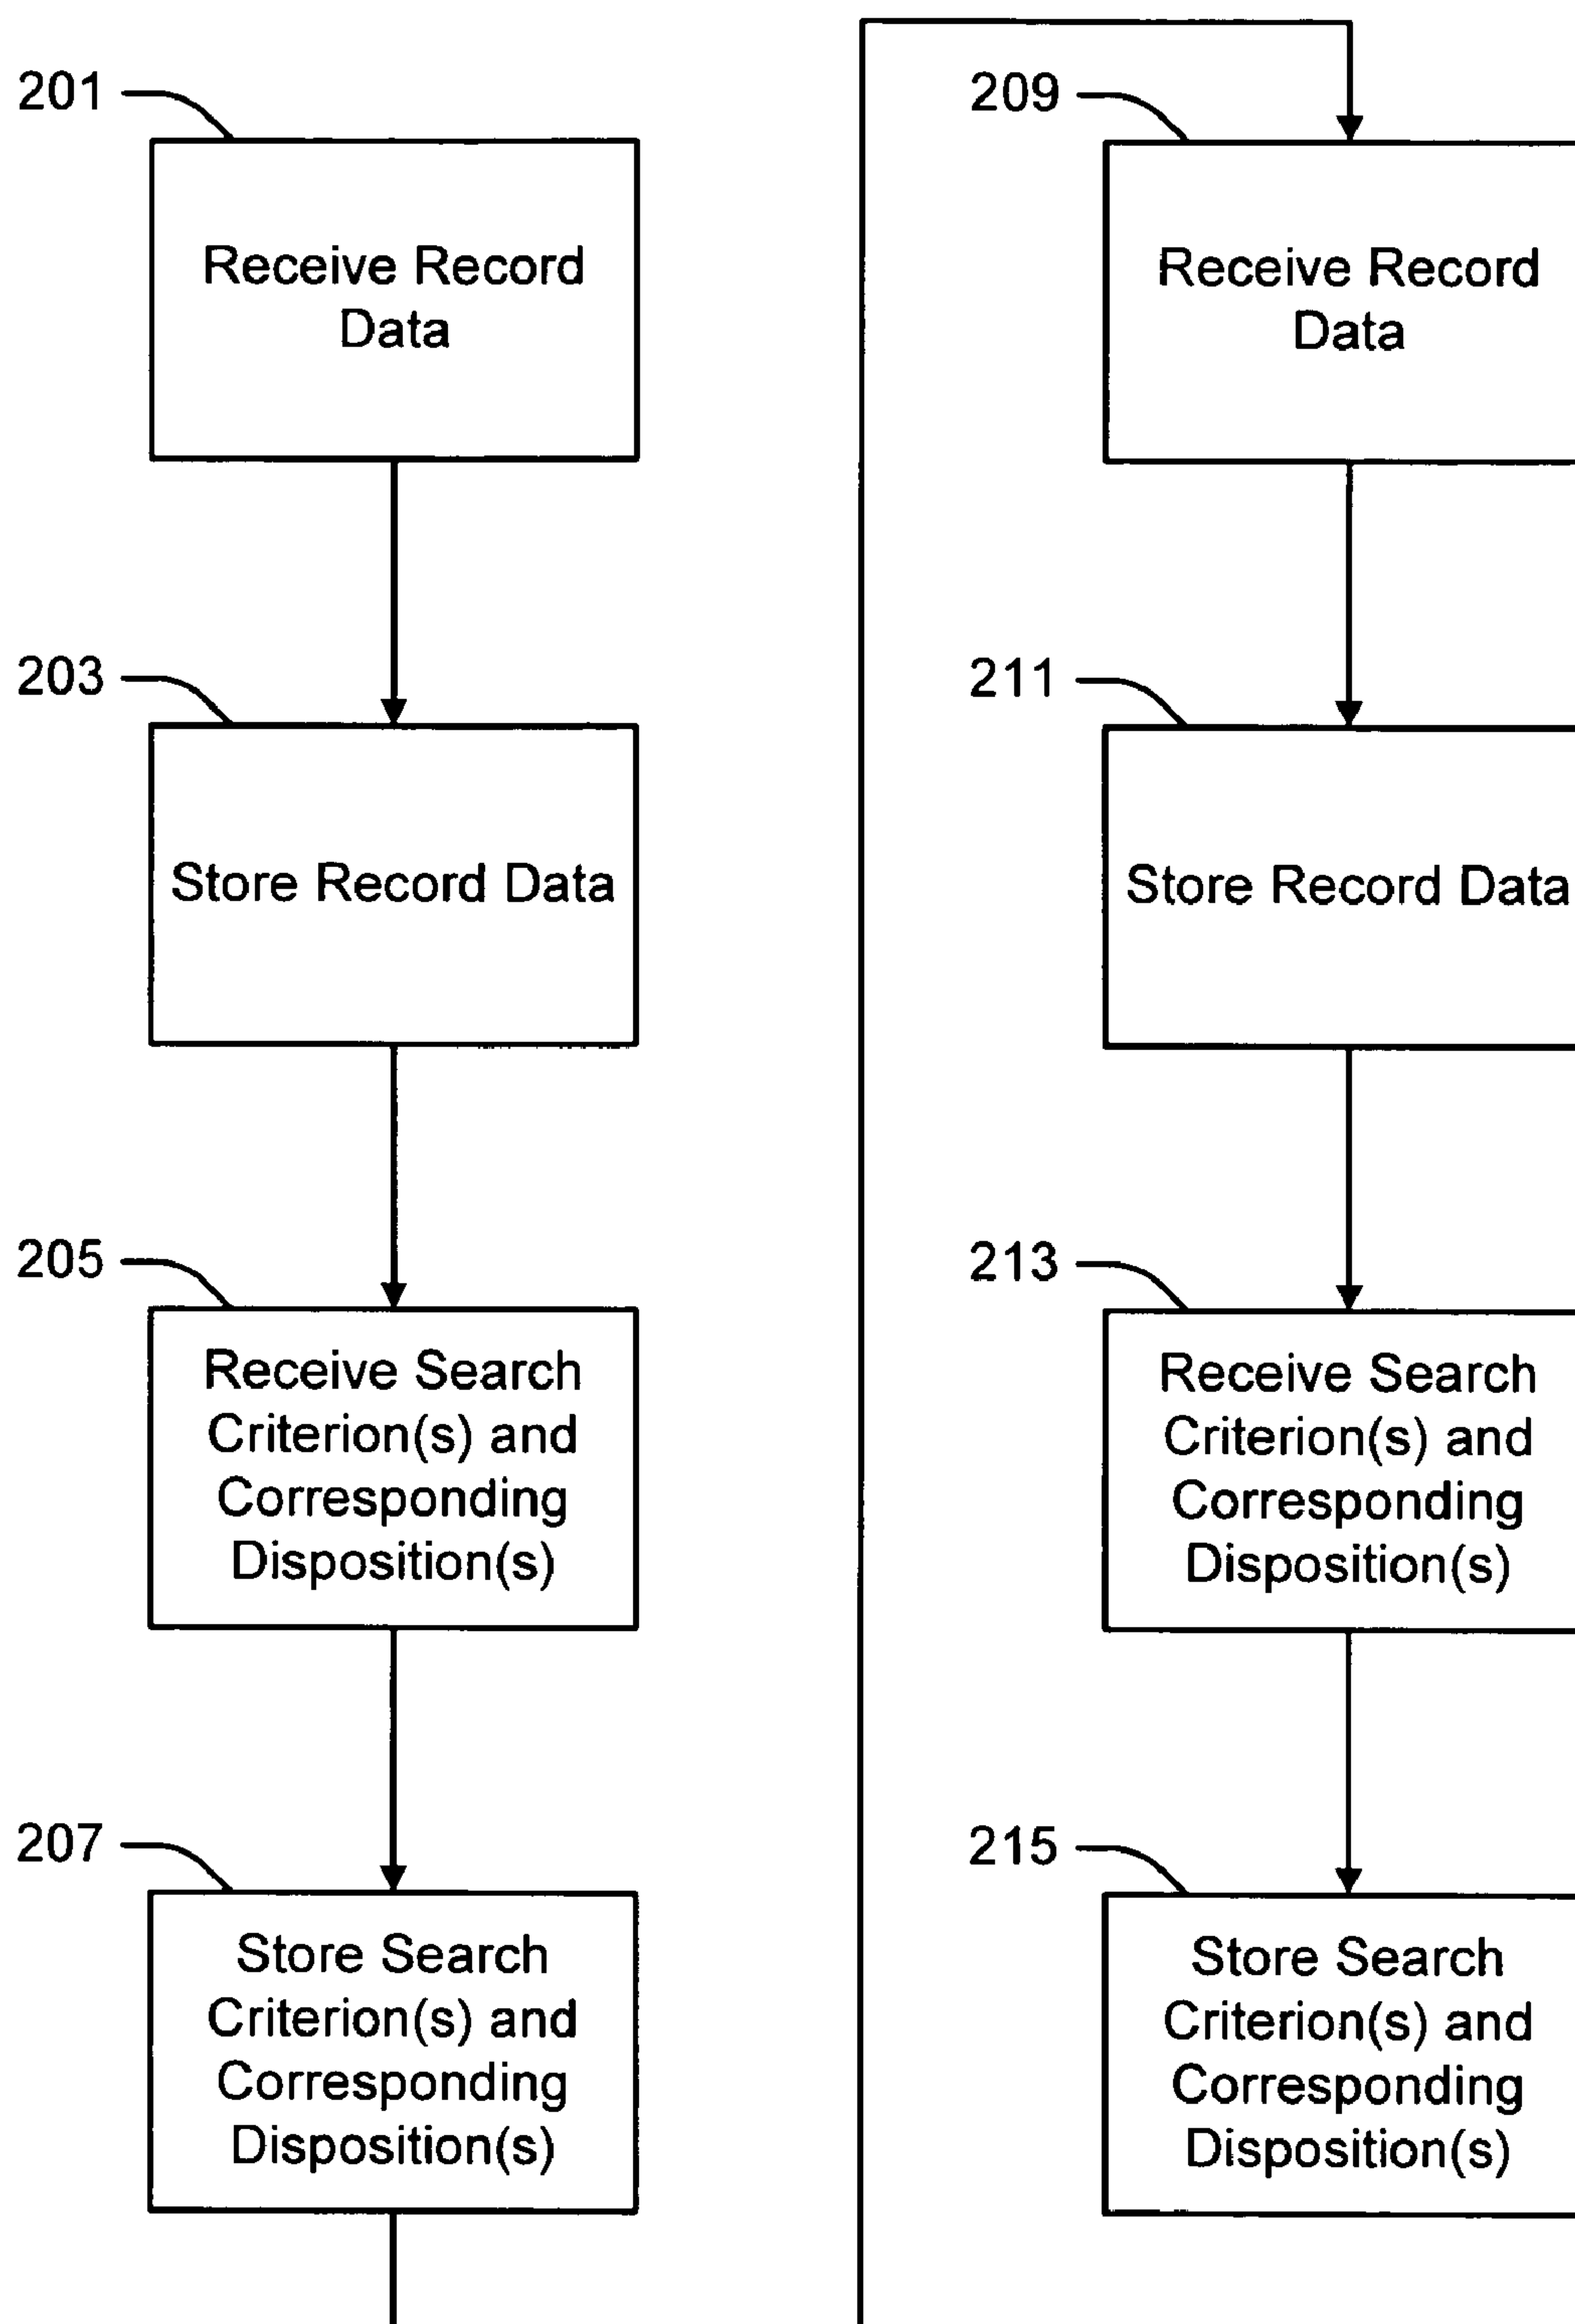 201
Receive Record
Data
203
Store Record Data
205
Receive Search
Criterion(s) and
Corresponding
Disposition(s)
207
Store Search
Criterion(s) and
Corresponding
Disposition(s)
209
Receive Record
Data
211
Store Record Data
213
Receive Search
Criterion(s) and
Corresponding
Disposition(s)
215
Store Search
Criterion(s) and
Corresponding
Disposition(s)